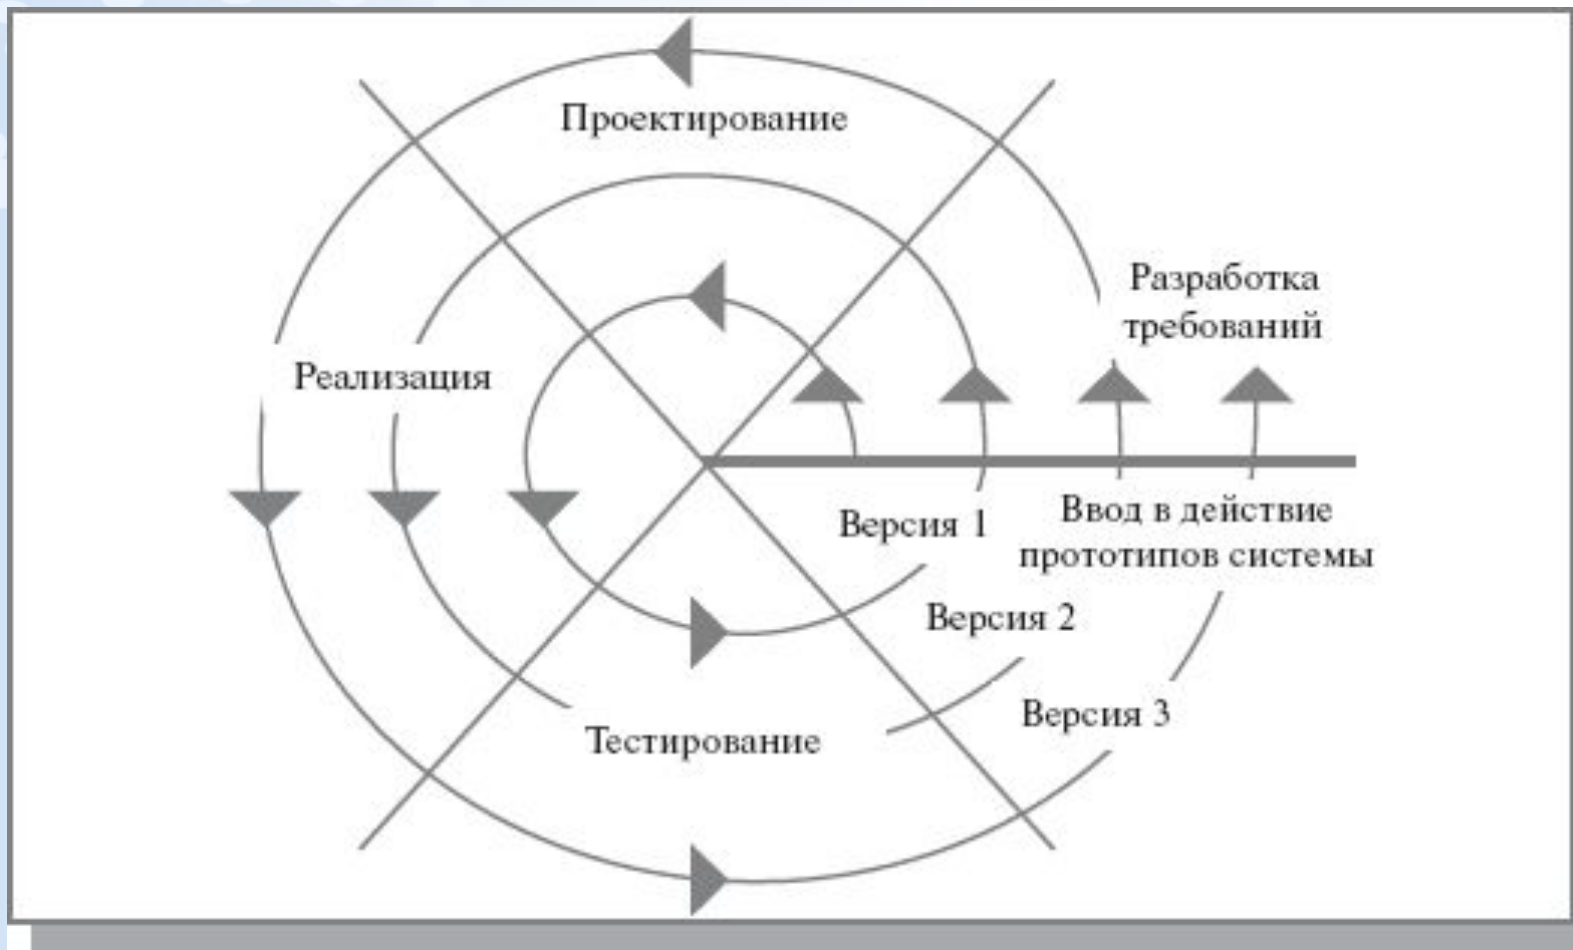 Проектирование
Разработка
требований
Реализация
Версия 1
Ввод в действие
прототипов системы
Версия 2
Версия 3
Тестирование